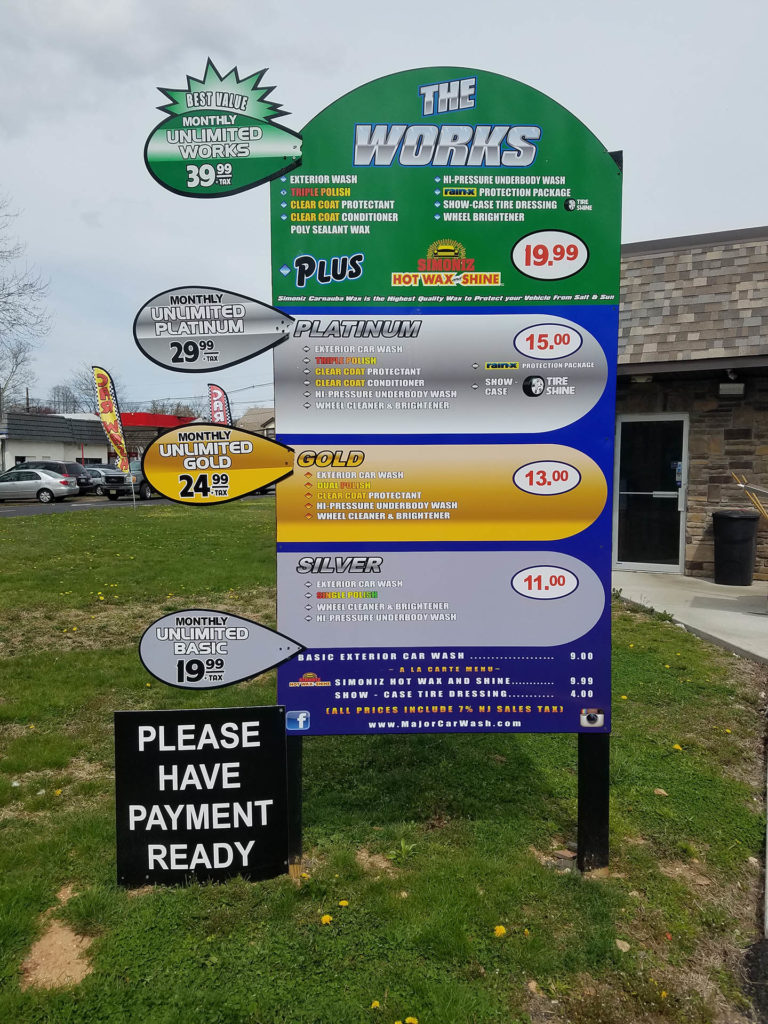 BEST VALUE
MONTHLY
UNLIMITED
WORKS
39.99
+TAX
THE
WORKS
EXTERIOR WASH
TRIPLE POLISH
CLEAR COAT PROTECTANT
CLEAR COAT CONDITIONER
POLY SEALANT WAX
HI-PRESSURE UNDERBODY WASH
rain-x PROTECTION PACKAGE
SHOW-CASE TIRE DRESSING TIRE SHINE
WHEEL BRIGHTENER
PLUS
SIMONIZ
HOT WAX and SHINE
19.99
Simoniz Carnauba Wax is the Highest Quality Wax to Protect your Vehicle From Salt & Sun
MONTHLY
UNLIMITED
PLATINUM
29.99
+TAX
PLATINUM
15.00
EXTERIOR CAR WASH
TRIPLE POLISH
CLEAR COAT PROTECTANT
CLEAR COAT CONDITIONER
HI-PRESSURE UNDERBODY WASH
WHEEL CLEANER & BRIGHTENER
rain-x PROTECTION PACKAGE
SHOW-CASE TIRE SHINE
MONTHLY
UNLIMITED
GOLD
24.99
+TAX
GOLD
13.00
EXTERIOR CAR WASH
DUAL POLISH
CLEAR COAT PROTECTANT
HI-PRESSURE UNDERBODY WASH
WHEEL CLEANER & BRIGHTENER
SILVER
11.00
EXTERIOR CAR WASH
SINGLE POLISH
WHEEL CLEANER & BRIGHTENER
HI-PRESSURE UNDERBODY WASH
MONTHLY
UNLIMITED
BASIC
19.99
+TAX
BASIC EXTERIOR CAR WASH .................... 9.00
- A LA CARTE MENU -
SIMONIZ HOT WAX AND SHINE............ 9.99
SHOW - CASE TIRE DRESSING............ 4.00
(ALL PRICES INCLUDE 7% NJ SALES TAX)
www.MajorCarWash.com
f
PLEASE
HAVE
PAYMENT
READY